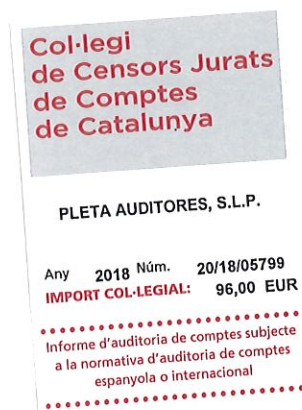 Col·legi
de Censors Jurats
de Comptes
de Catalunya
PLETA AUDITORES, S.L.P.
Any 2018 Núm. 20/18/05799
IMPORT COL·LEGIAL: 96,00 EUR
Informe d'auditoria de comptes subjecte
a la normativa d'auditoria de comptes
espanyola o internacional